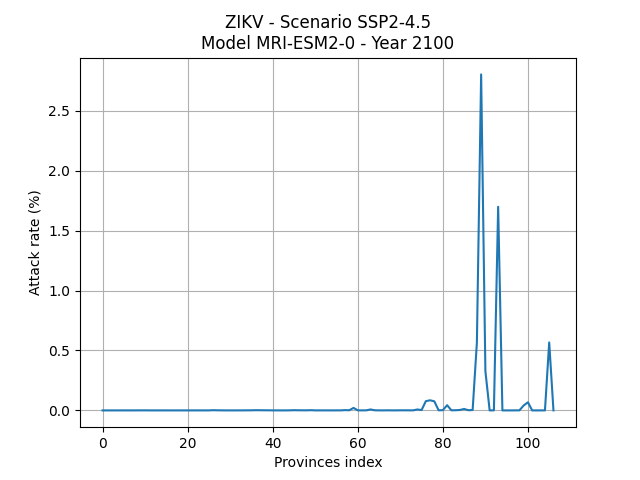 ZIKV - Scenario SSP2-4.5
Model MRI-ESM2-0 - Year 2100
2.5
2.0
1.5
1.0
0.5
0.0
Attack rate (%)
0 20 40 60 80 100
Provinces index